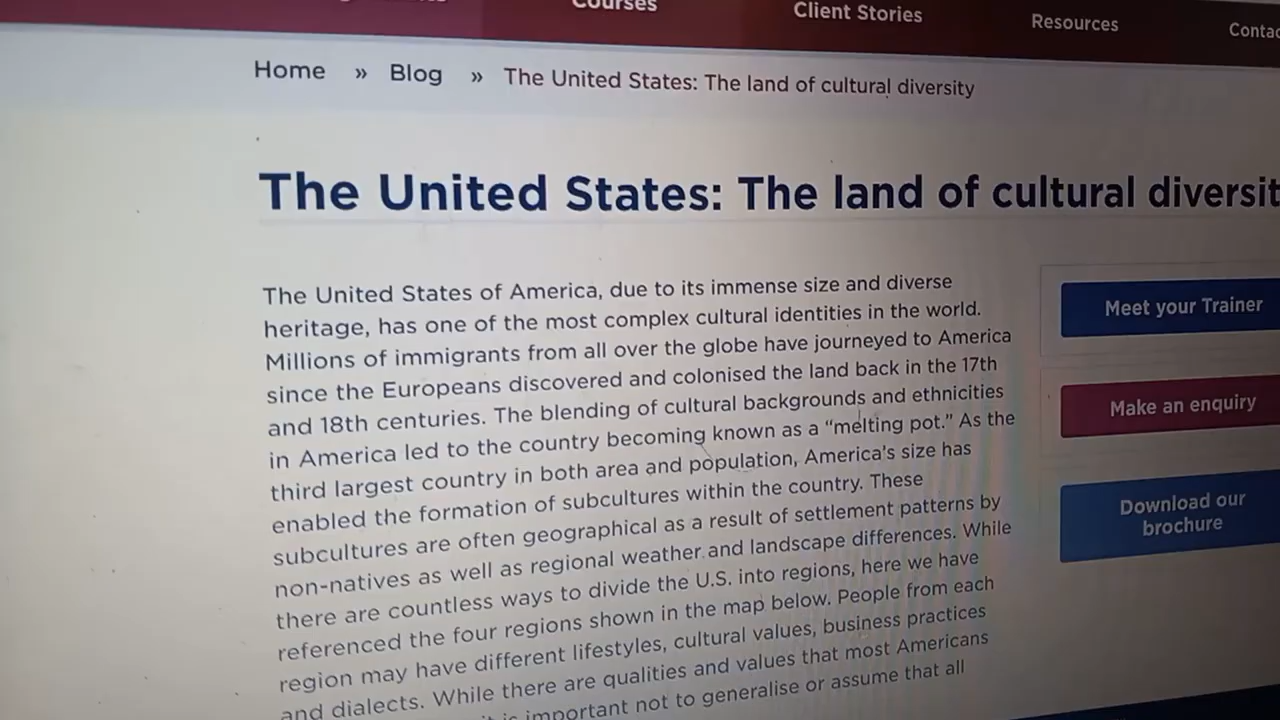 Courses
Client Stories
Resources
Home » Blog » The United States: The land of cultural diversity
The United States: The land of cultural
The United States of America, due to its immense size and diverse
heritage, has one of the most complex cultural identities in the world.
Millions of immigrants from all over the globe have journeyed to America
since the Europeans discovered and colonised the land back in the 17th
and 18th centuries. The blending of cultural backgrounds and ethnicities
in America led to the country becoming known as a “melting pot.” As the
third largest country in both area and population, America's size has
enabled the formation of subcultures within the country. These
subcultures are often geographical as a result of settlement patterns by
non-natives as well as regional weather and landscape differences. While
there are countless ways to divide the U.S. into regions, here we have
referenced the four regions shown in the map below. People from each
region may have different lifestyles, cultural values, business practices
and dialects. While there are qualities and values that most Americans
important not to generalise or assume that all
Meet your Trainer
Make an enquiry
Download our
brochure